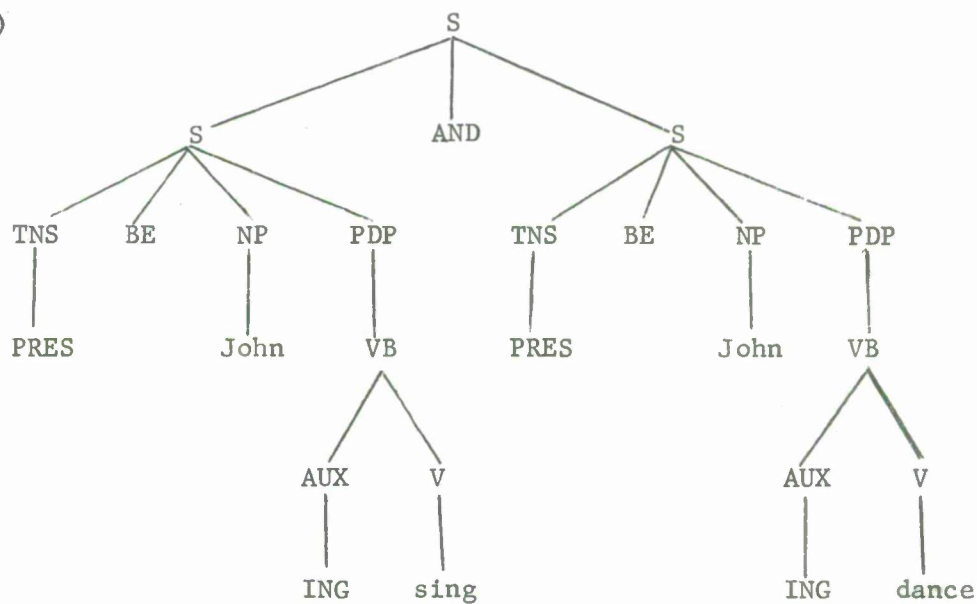 )
S
S AND S
TNS BE NP PDP TNS BE NP PDP
PRES John VB PRES John VB
AUX V AUX V
ING sing ING dance